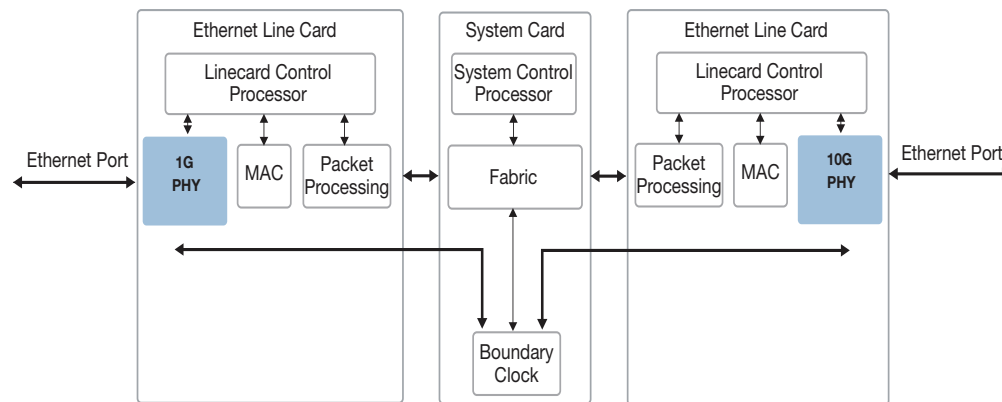 Ethernet Line Card
System Card
Ethernet Line Card
Linecard Control
Processor
System Control
Processor
Linecard Control
Processor
Ethernet Port
1G
PHY
MAC
Packet
Processing
Fabric
Packet
Processing
MAC
10G
PHY
Ethernet Port
Boundary
Clock